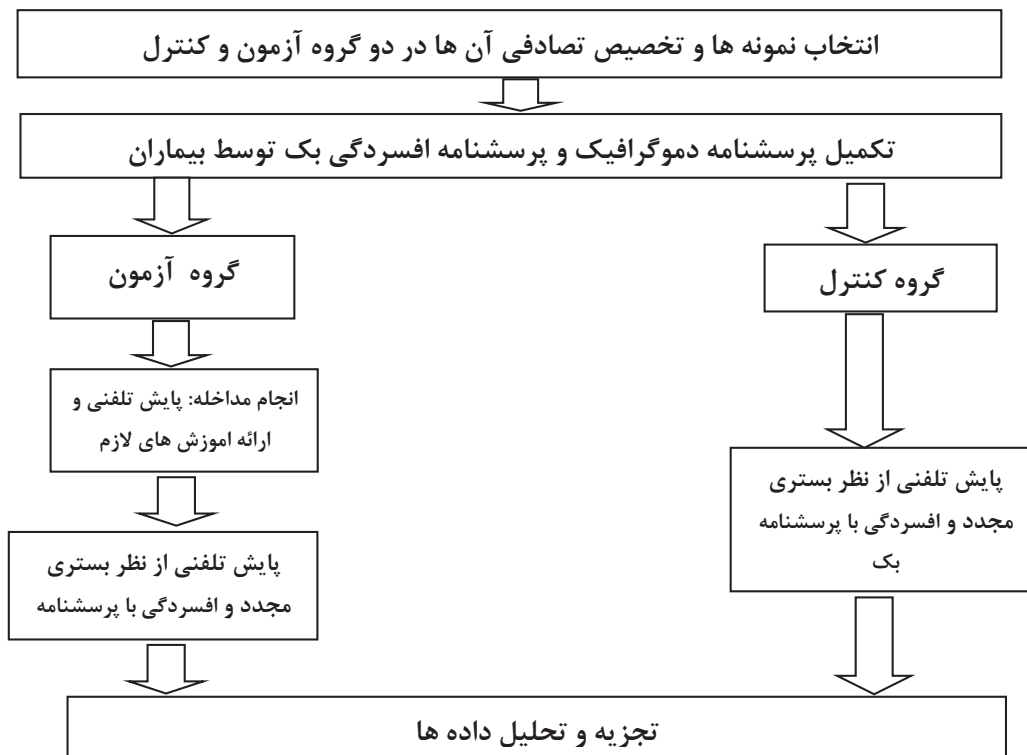 انتخاب نمونه ها و تخصیص تصادفی آن ها در دو گروه آزمون و کنترل
تکمیل پرسشنامه دموگرافیک و پرسشنامه افسردگی بک توسط بیماران
گروه کنترل
گروه آزمون
انجام مداخله: پایش تلفنی و
ارائه اموزش های لازم
پایش تلفنی از نظر بستری
مجدد و افسردگی با پرسشنامه
بک
پایش تلفنی از نظر بستری
مجدد و افسردگی با پرسشنامه
تجزیه و تحلیل داده ها